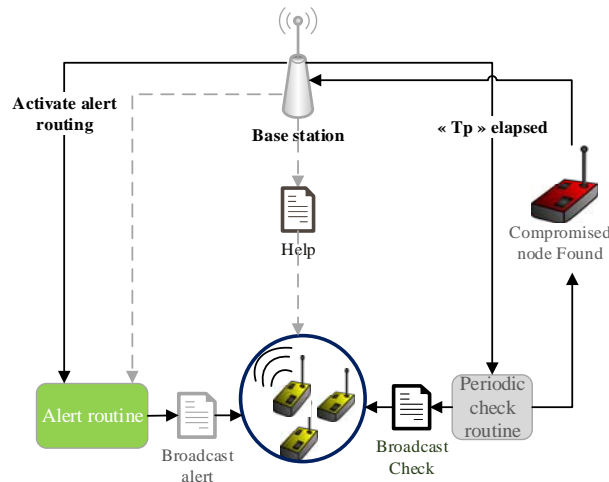 Activate alert
routing
Base station
« Tp » elapsed
Compromised
node Found
Help
Alert routine
Broadcast
alert
Broadcast
Check
Periodic
check
routine